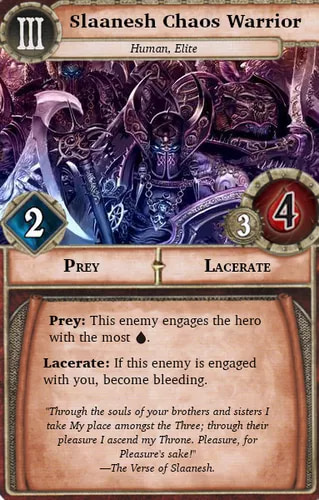 III
Slaanesh Chaos Warrior
Human, Elite
2
3
4
Prey
Lacerate
Prey: This enemy engages the hero
with the most .
Lacerate: If this enemy is engaged
with you, become bleeding.
"Through the souls of your brothers and sisters I
take My place amongst the Three; through their
pleasure I ascend my Throne. Pleasure, for
Pleasure's sake!"
—The Verse of Slaanesh.